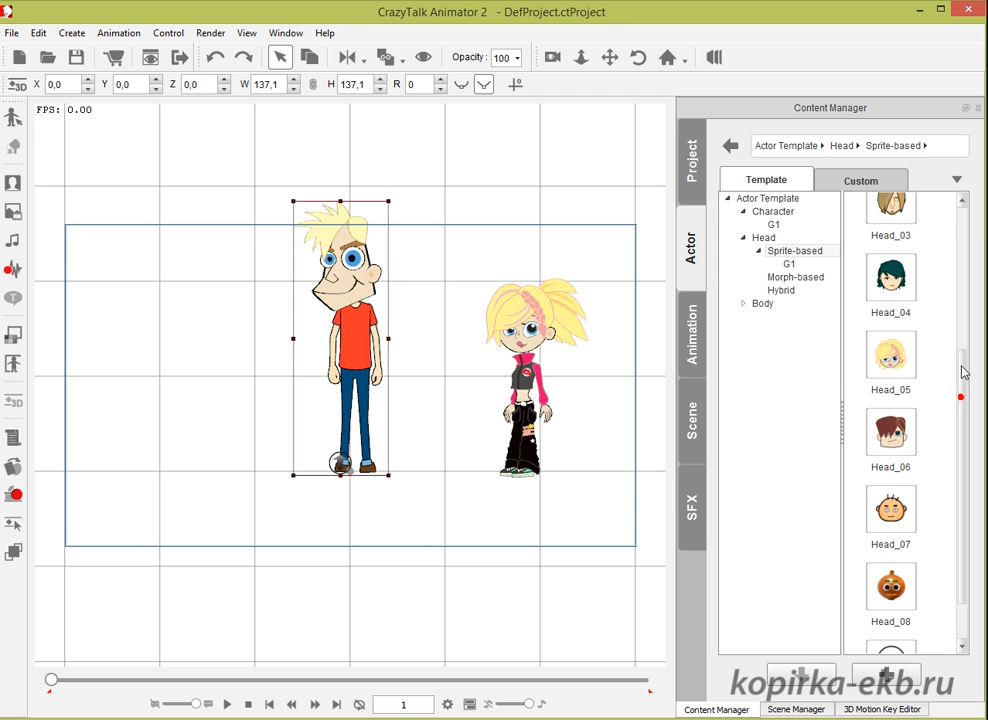 CrazyTalk Animator 2 - DefProject.ctProject
File Edit Create Animation Control Render View Window Help
Opacity: 100
X 0,0 Y 0,0 Z 0,0 W 137,1 H 137,1 R 0
FPS: 0.00
Content Manager
Project
Actor
Animation
Scene
SFX
Actor Template Head Sprite-based
Template Custom
Actor Template
Character
G1
Head
Sprite-based
G1
Morph-based
Hybrid
Body
Head_03
Head_04
Head_05
Head_06
Head_07
Head_08
1
kopirka-ekb.ru
Content Manager Scene Manager 3D Motion Key Editor